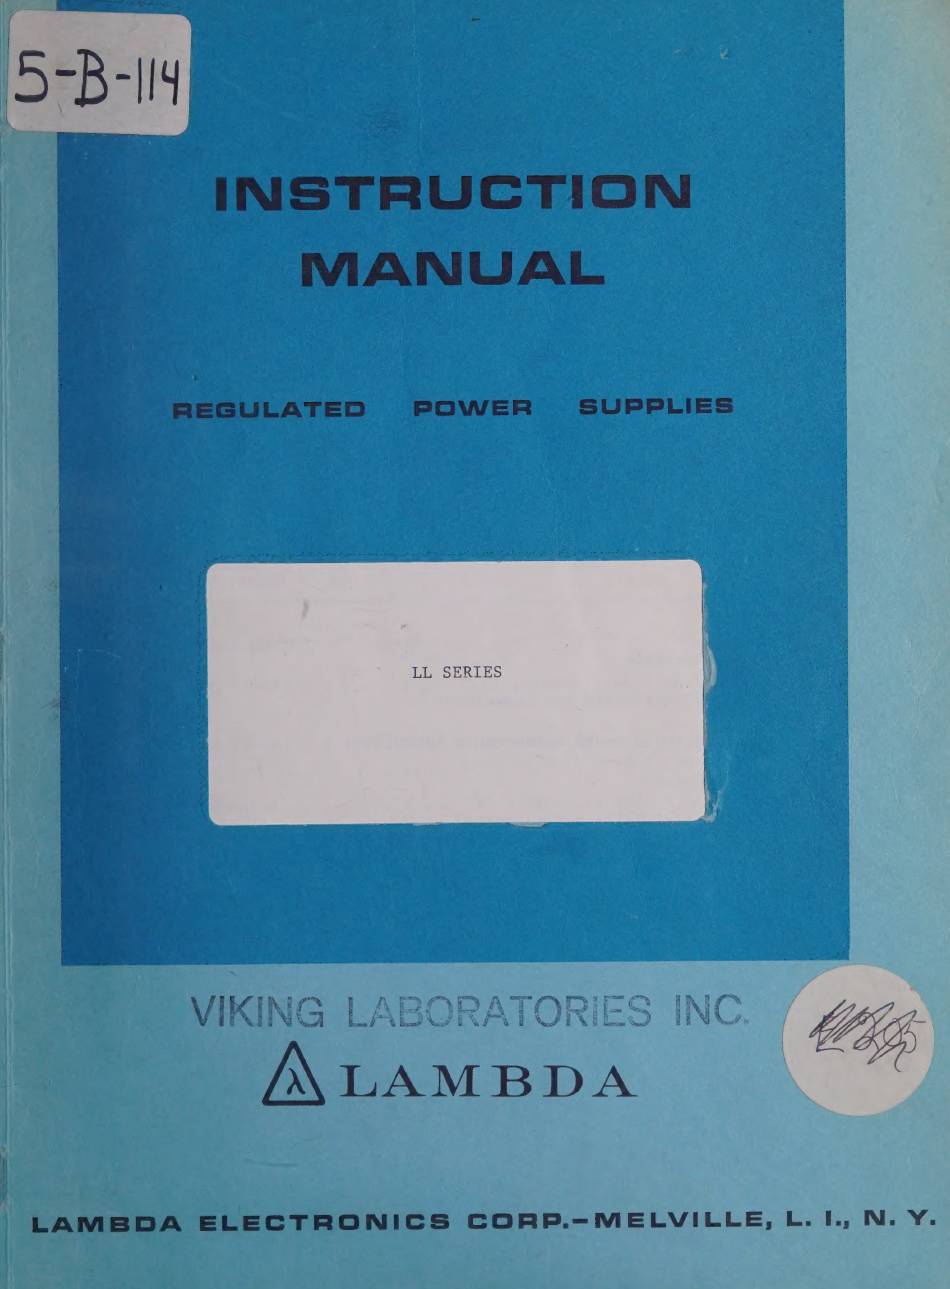 5-B-114
INSTRUCTION
MANUAL
REGULATED POWER SUPPLIES
LL SERIES
VIKING LABORATORIES INC.
λ LAMBDA
LAMBDA ELECTRONICS CORP.–MELVILLE, L. I., N. Y.